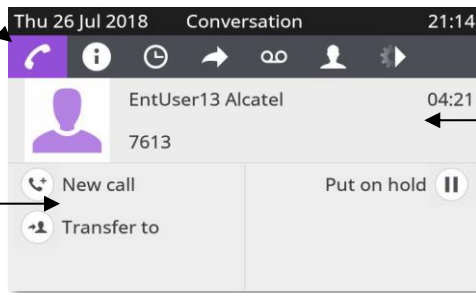 Thu 26 Jul 2018 Conversation 21:14
EntUser13 Alcatel 04:21
7613
New call Put on hold
Transfer to